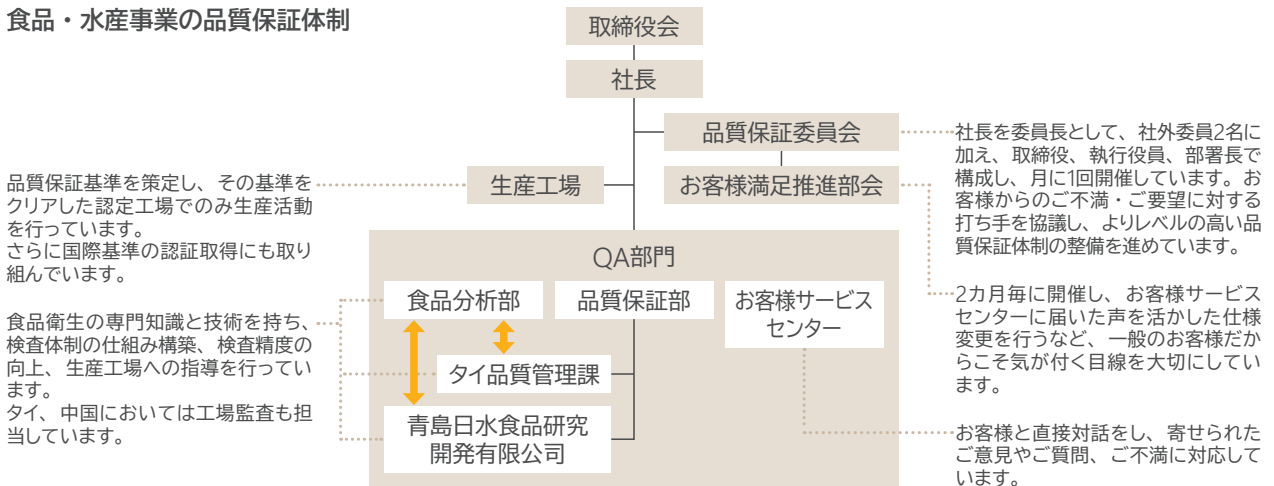 食品・水産事業の品質保証体制
取締役会
社長
品質保証委員会
お客様満足推進部会
生産工場
品質保証基準を策定し、その基準を
クリアした認定工場でのみ生産活動
を行っています。
さらに国際基準の認証取得にも取り
組んでいます。
食品衛生の専門知識と技術を持ち、
検査体制の仕組み構築、検査精度の
向上、生産工場への指導を行ってい
ます。
タイ、中国においては工場監査も担
当しています。
QA部門
食品分析部
品質保証部
お客様サービス
センター
タイ品質管理課
青島日水食品研究
開発有限公司
社長を委員長として、社外委員2名に
加え、取締役、執行役員、部署長で
構成し、月に1回開催しています。お
客様からのご不満・ご要望に対する
打ち手を協議し、よりレベルの高い品
質保証体制の整備を進めています。
2カ月毎に開催し、お客様サービス
センターに届いた声を活かした仕様
変更を行うなど、一般のお客様だか
らこそ気が付く目線を大切にしてい
ます。
お客様と直接対話をし、寄せられた
ご意見やご質問、ご不満に対応して
います。